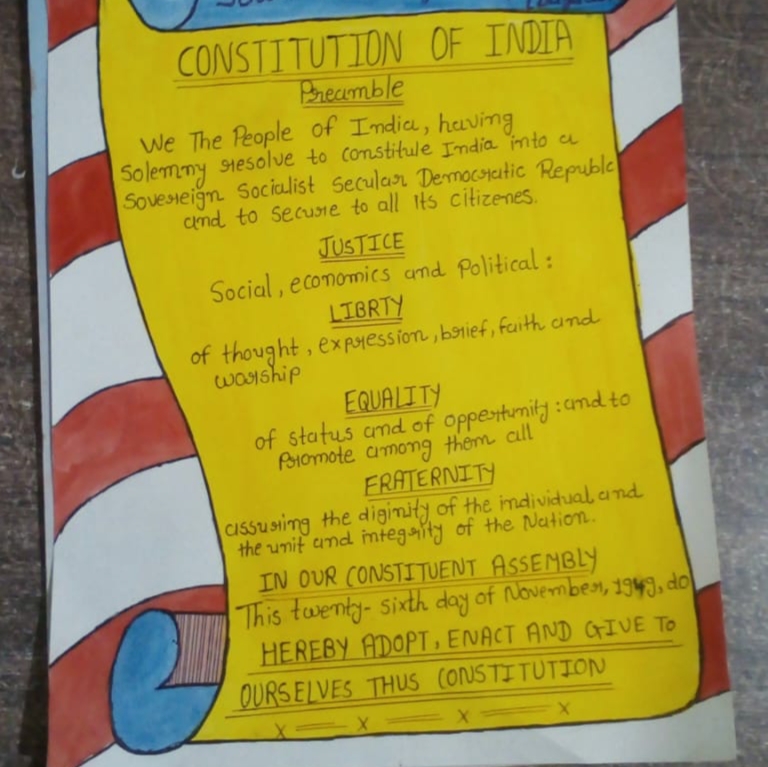 CONSTITUTION OF INDIA
Preamble
We The People of India, having
Solemny resolve to constitule India into a
Sovereign Socialist Secular Democratic Republc
and to secure to all Its citizenes.
JUSTICE
Social, economics and Political :
LIBRTY
of thought, expression, brief, faith and
worship
EQUALITY
of status and of oppertunity : and to
Promote among them all
FRATERNITY
assuring the diginity of the individual and
the unit and integrity of the Nation.
IN OUR CONSTITUENT ASSEMBLY
This twenty-sixth day of November, 1949, do
HEREBY ADOPT, ENACT AND GIVE To
OURSELVES THUS CONSTITUTION
x == x == x == x